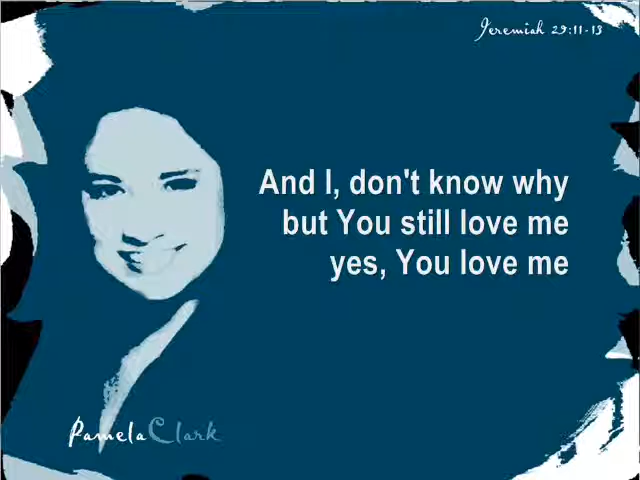 Jeremiah 29:11-13
And I, don't know why
but You still love me
yes, You love me
PamelaClark